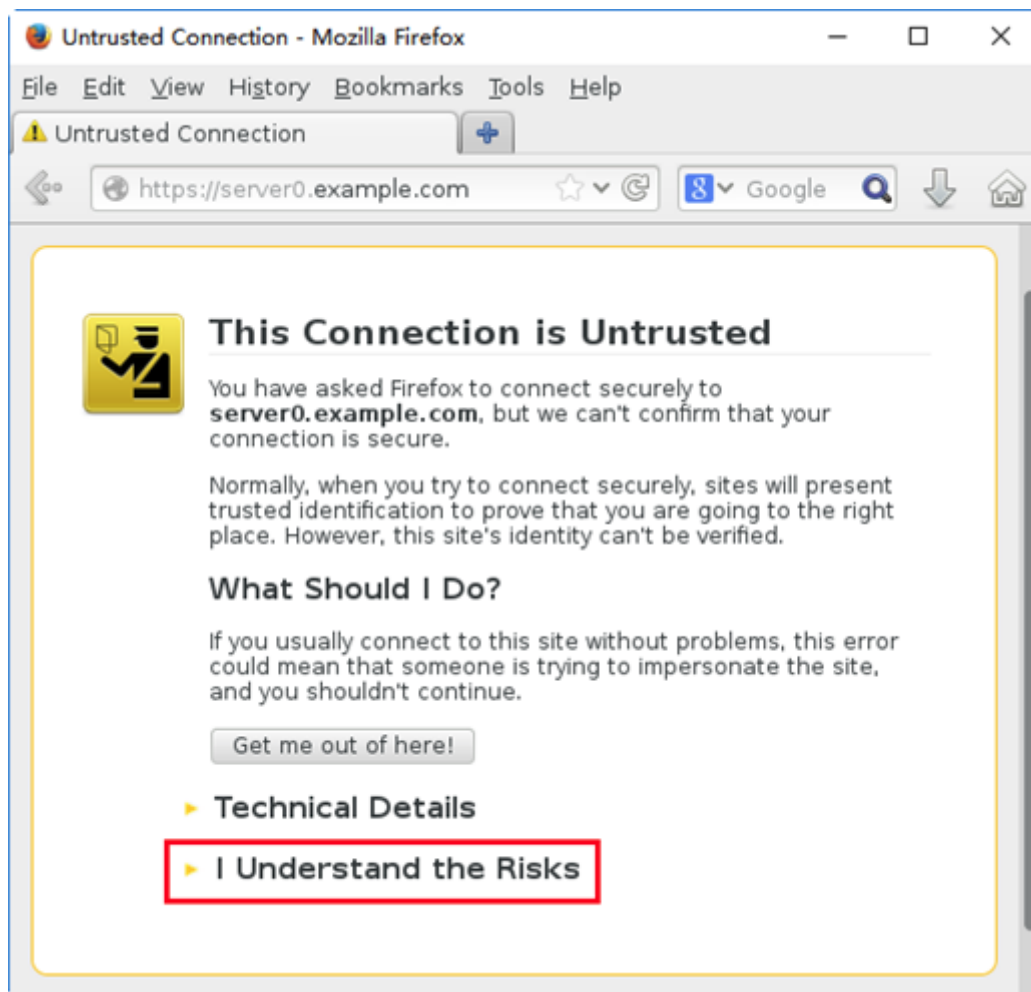 Untrusted Connection - Mozilla Firefox
File Edit View History Bookmarks Tools Help
Untrusted Connection
https://server0.example.com
Google
This Connection is Untrusted
You have asked Firefox to connect securely to
server0.example.com, but we can't confirm that your
connection is secure.
Normally, when you try to connect securely, sites will present
trusted identification to prove that you are going to the right
place. However, this site's identity can't be verified.
What Should I Do?
If you usually connect to this site without problems, this error
could mean that someone is trying to impersonate the site,
and you shouldn't continue.
Get me out of here!
Technical Details
I Understand the Risks